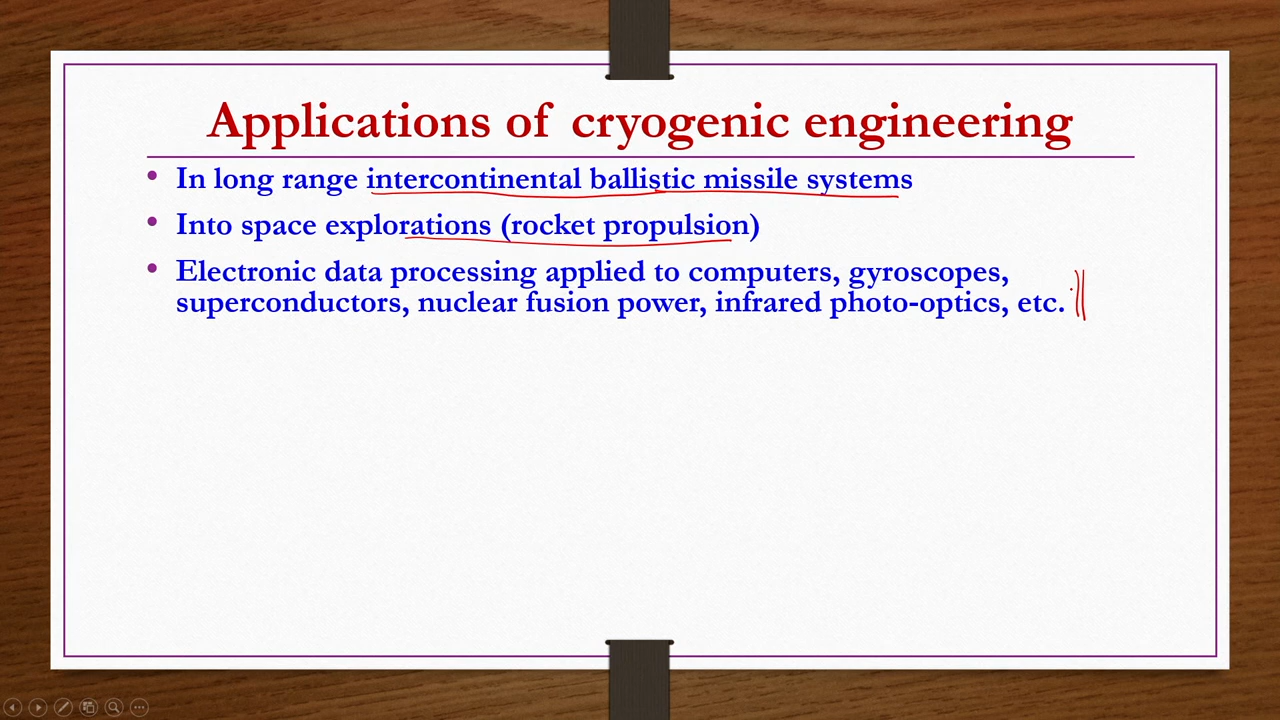 Applications of cryogenic engineering
• In long range intercontinental ballistic missile systems
• Into space explorations (rocket propulsion)
• Electronic data processing applied to computers, gyroscopes,
superconductors, nuclear fusion power, infrared photo-optics, etc.